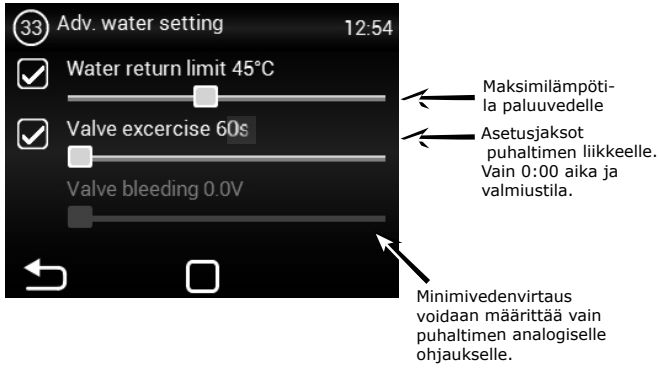 33 Adv. water setting 12:54
Water return limit 45°C
Valve excercise 60s
Valve bleeding 0.0V
Maksimilämpöti-
la paluuvedelle
Asetusjaksot
puhaltimen liikkeelle.
Vain 0:00 aika ja
valmiustila.
Minimivedenvirtaus
voidaan määrittää vain
puhaltimen analogiselle
ohjaukselle.